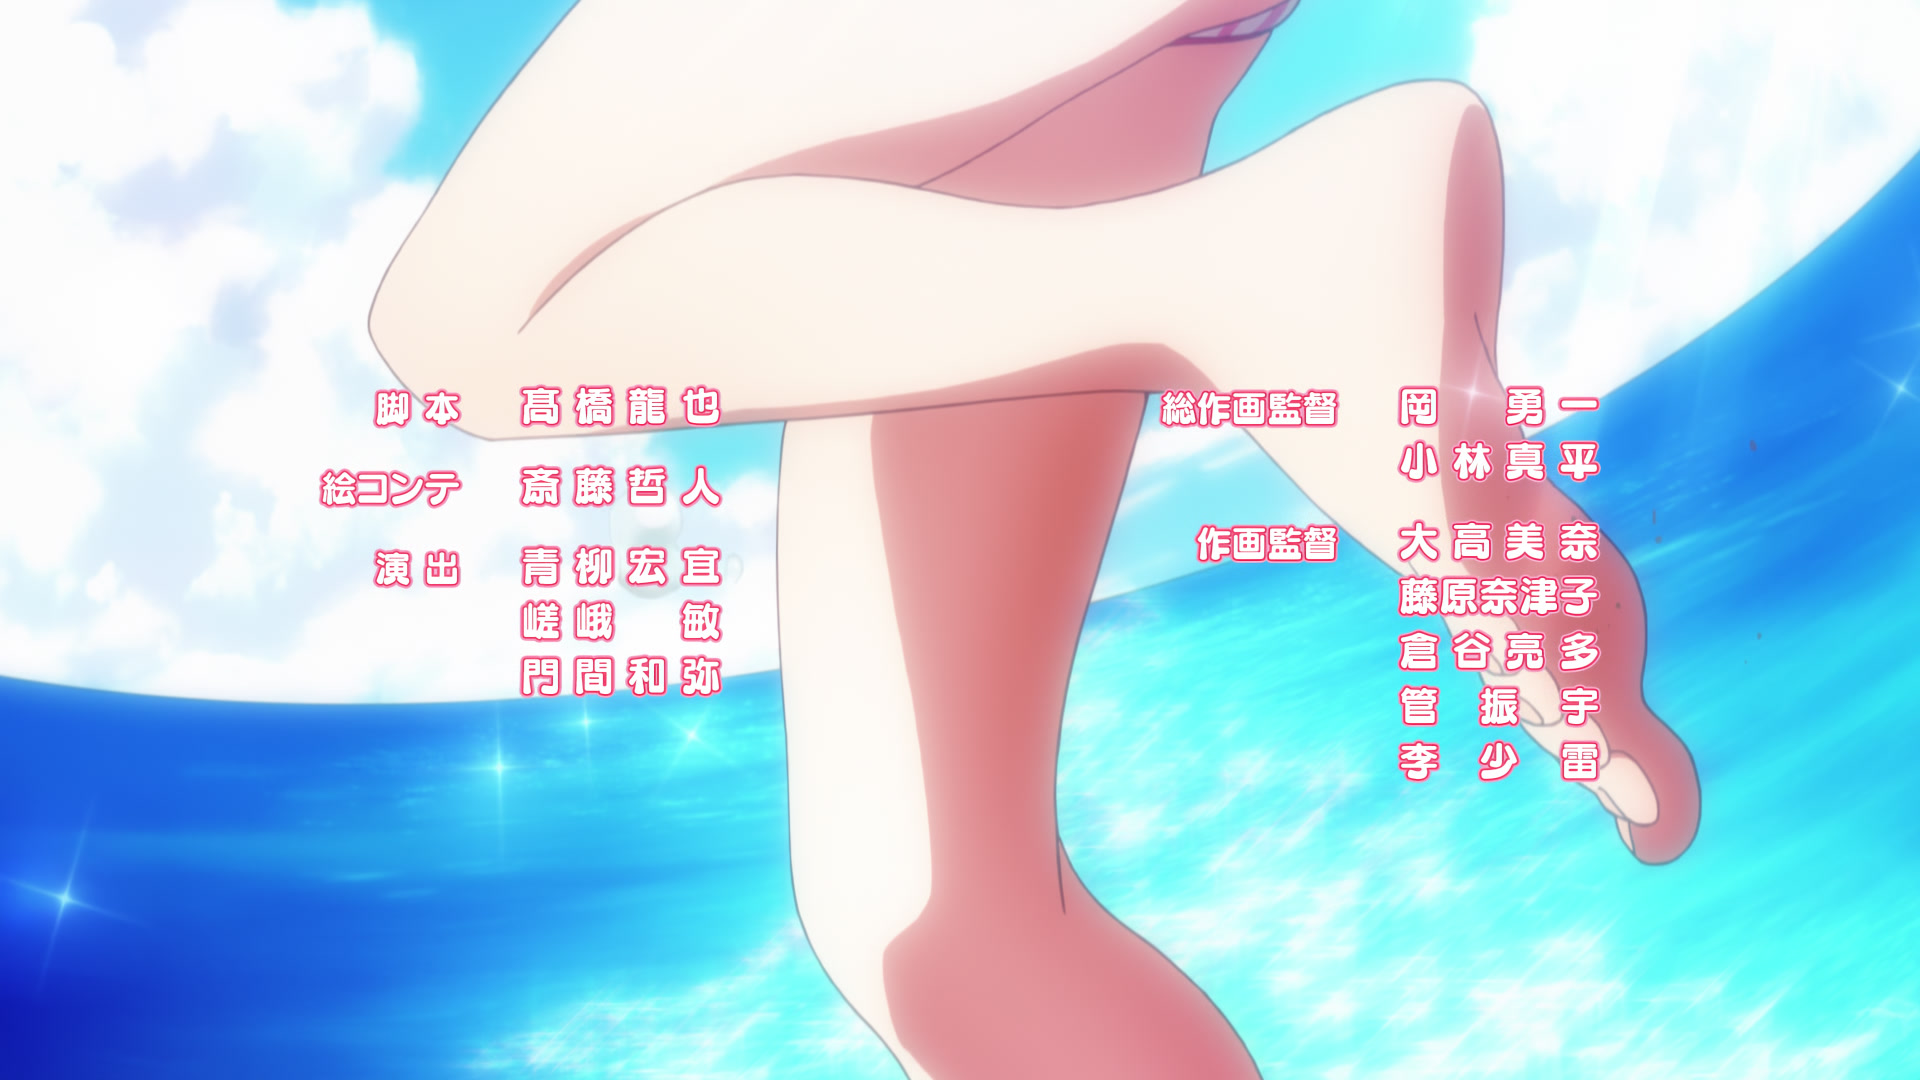 脚本 髙橋龍也
絵コンテ 斎藤哲人
演出 青柳宏宜
嵯峨 敏
門間和弥
総作画監督 岡 勇一
小林真平
作画監督 大高美奈
藤原奈津子
倉谷亮多
管 振宇
李 少雷